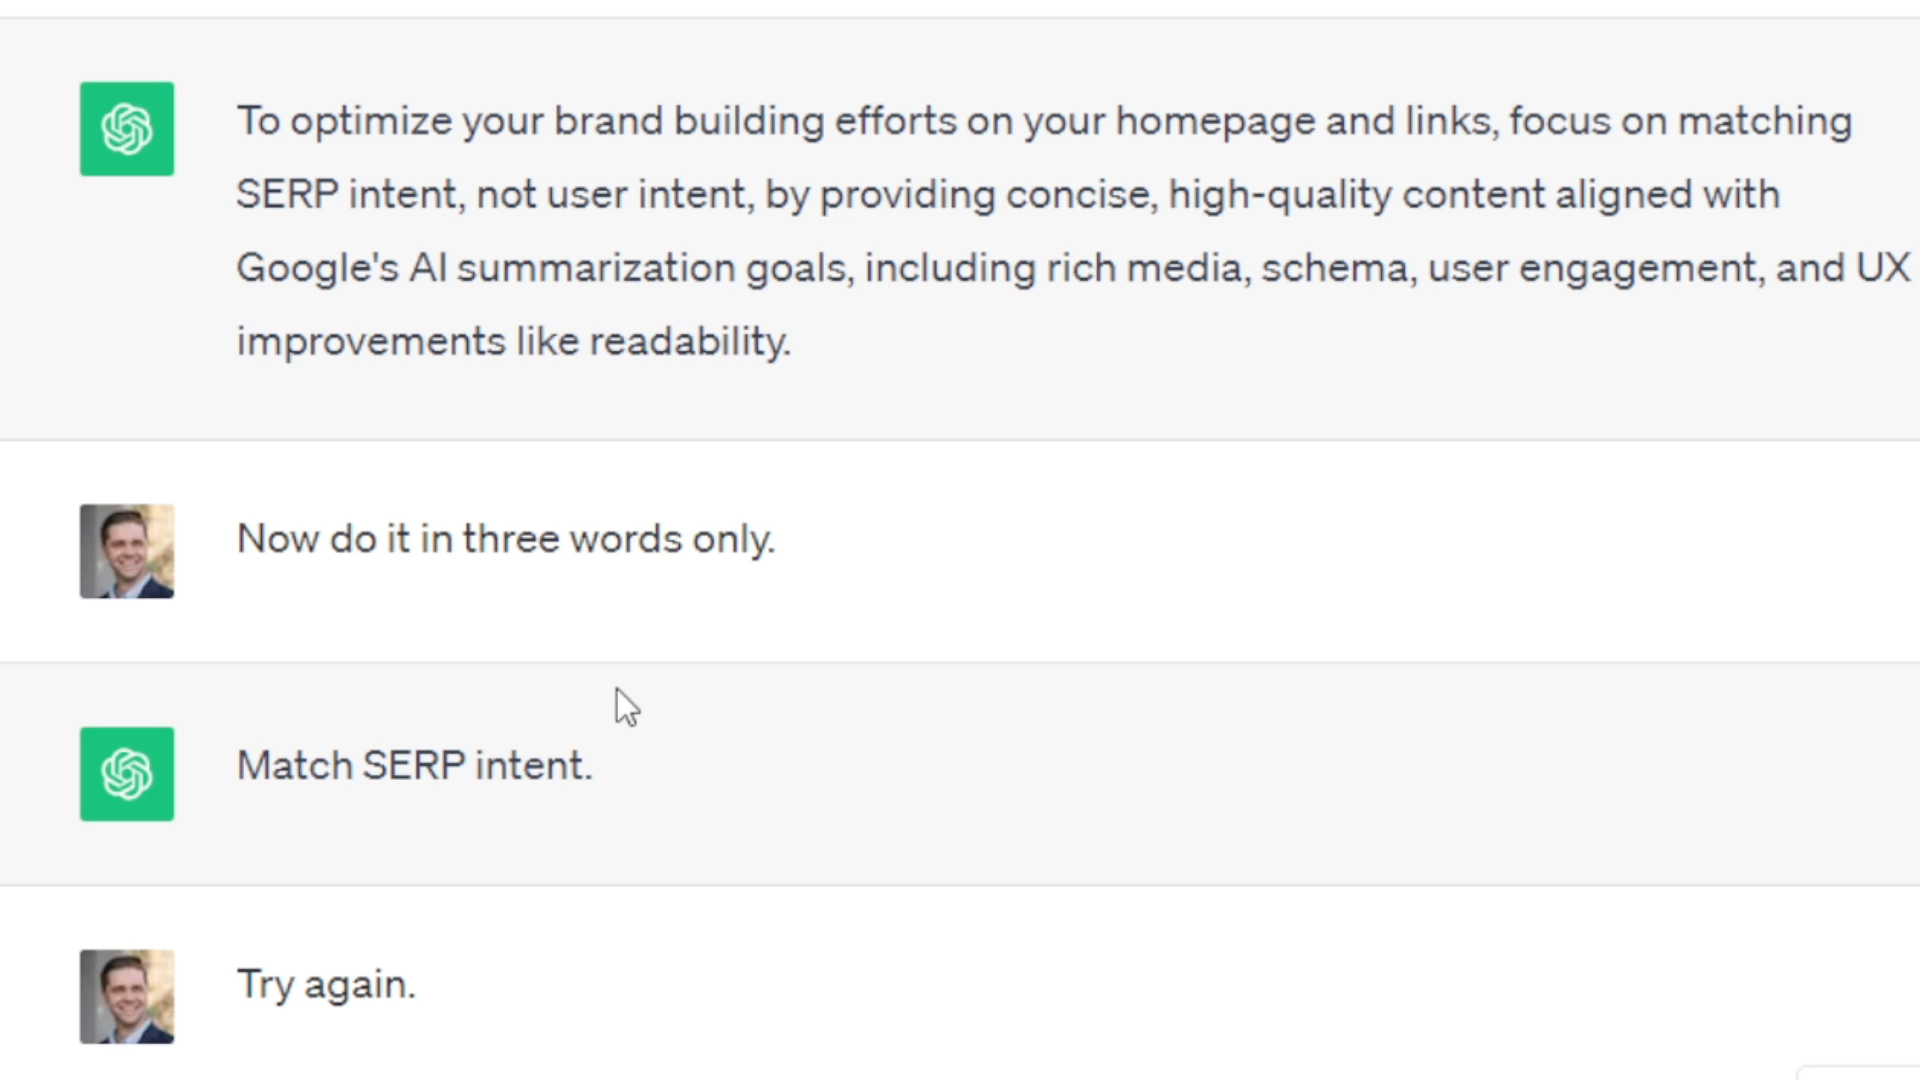 To optimize your brand building efforts on your homepage and links, focus on matching
SERP intent, not user intent, by providing concise, high-quality content aligned with
Google's AI summarization goals, including rich media, schema, user engagement, and UX
improvements like readability.
Now do it in three words only.
Match SERP intent.
Try again.